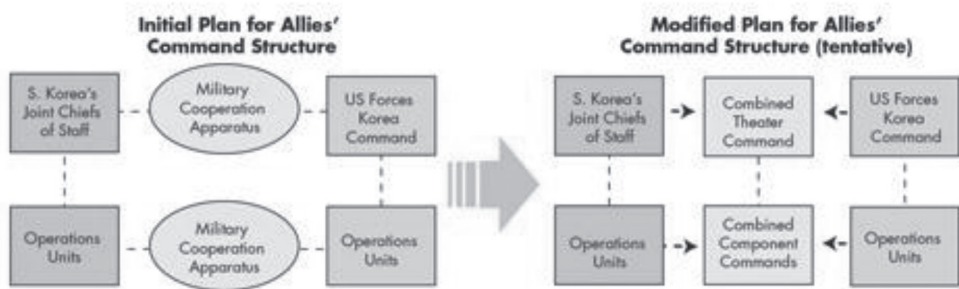 Initial Plan for Allies’
Command Structure
S. Korea’s
Joint Chiefs
of Staff
Military
Cooperation
Apparatus
US Forces
Korea
Command
Operations
Units
Military
Cooperation
Apparatus
Operations
Units
Modified Plan for Allies’
Command Structure (tentative)
S. Korea’s
Joint Chiefs
of Staff
Combined
Theater
Command
US Forces
Korea
Command
Operations
Units
Combined
Component
Commands
Operations
Units